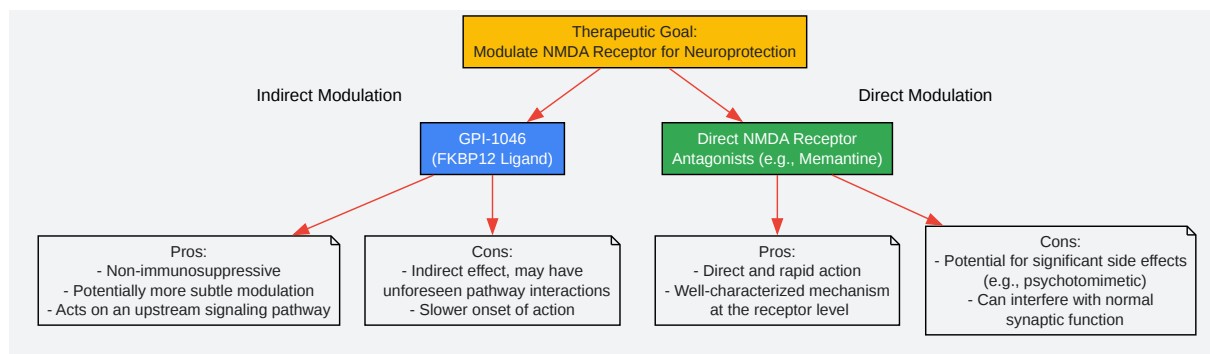 Therapeutic Goal:
Modulate NMDA Receptor for Neuroprotection
Indirect Modulation
Direct Modulation
GPI-1046
(FKBP12 Ligand)
Direct NMDA Receptor
Antagonists (e.g., Memantine)
Pros:
- Non-immunosuppressive
- Potentially more subtle modulation
- Acts on an upstream signaling pathway
Cons:
- Indirect effect, may have
unforeseen pathway interactions
- Slower onset of action
Pros:
- Direct and rapid action
- Well-characterized mechanism
at the receptor level
Cons:
- Potential for significant side effects
(e.g., psychotomimetic)
- Can interfere with normal
synaptic function